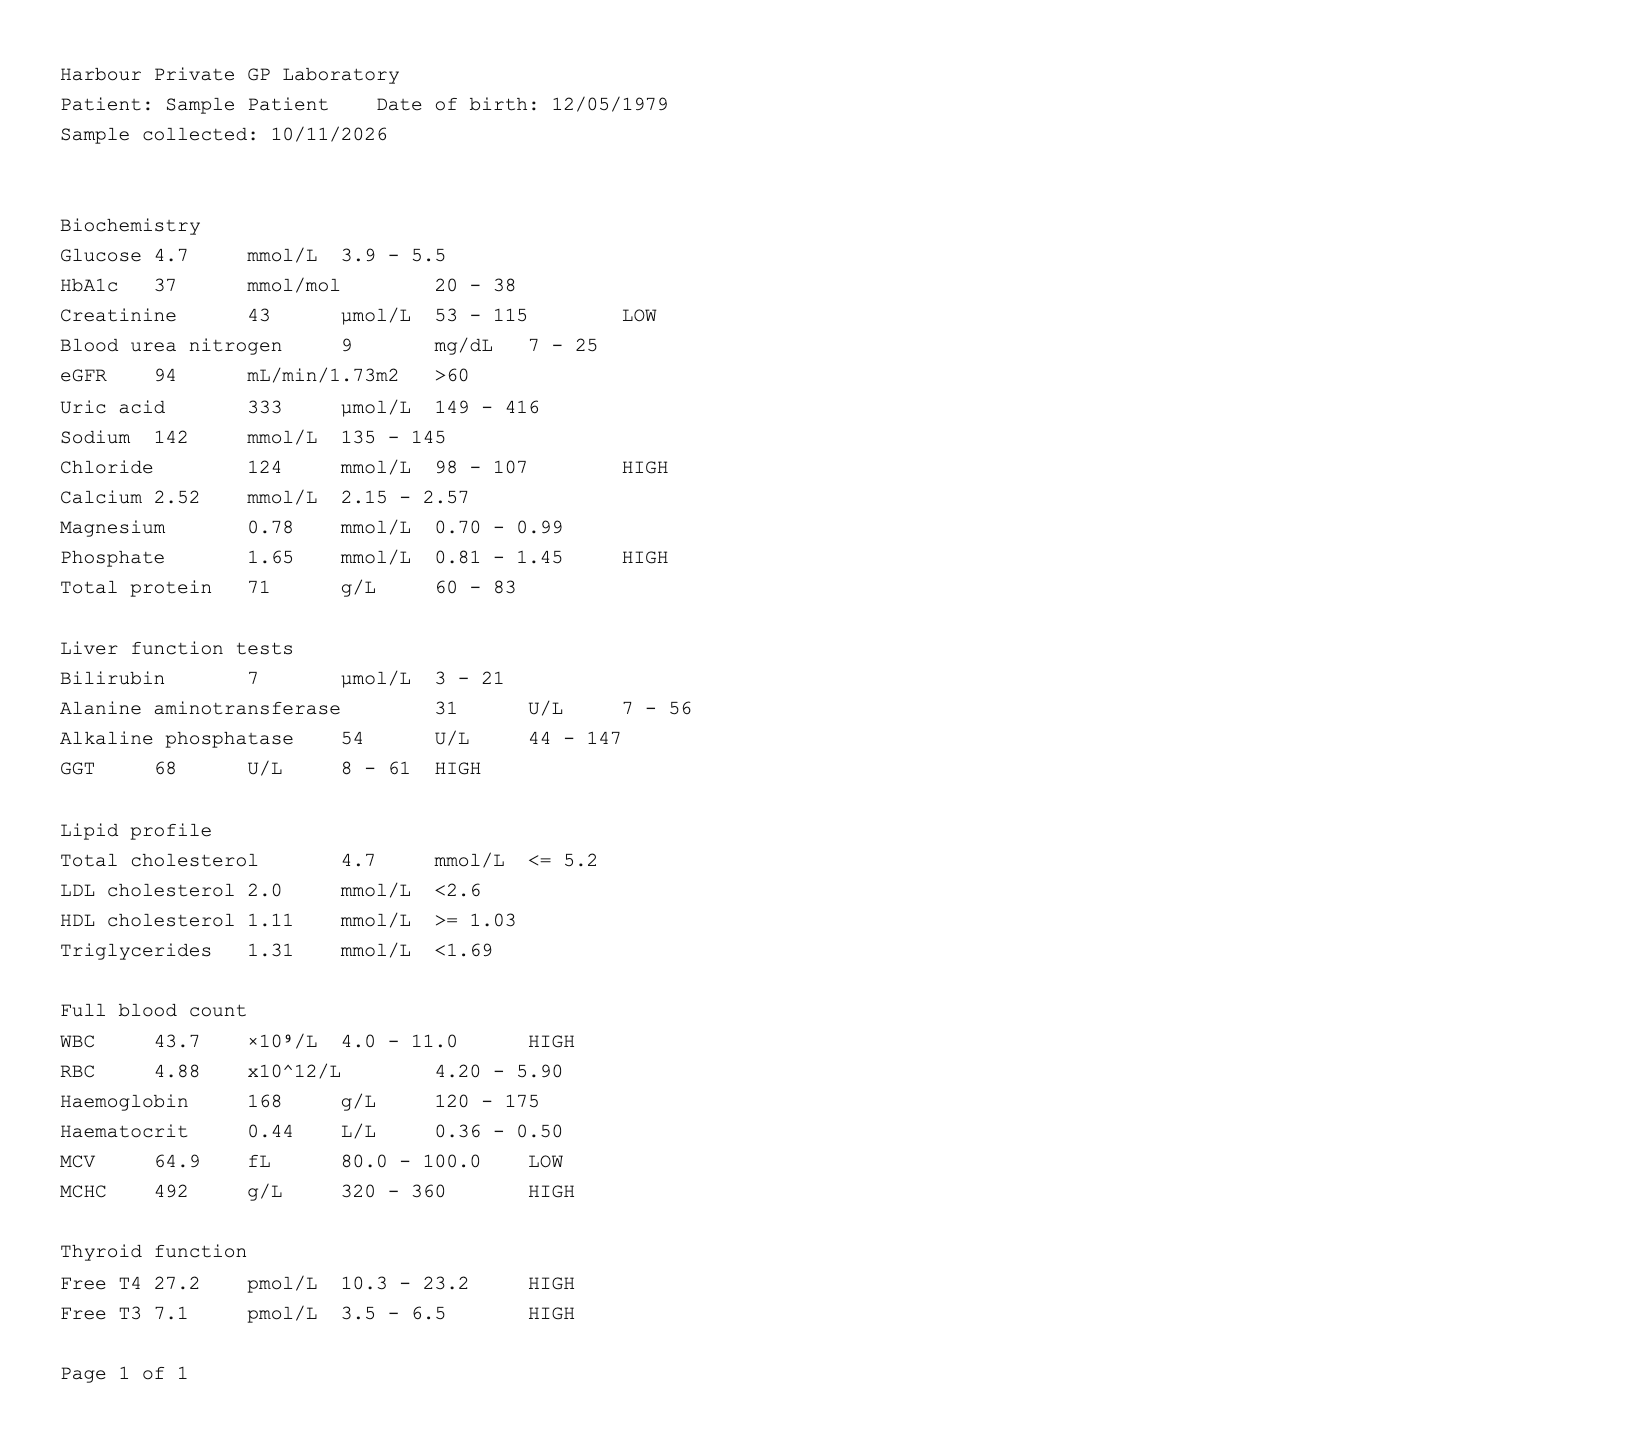 Harbour Private GP Laboratory
Patient: Sample Patient    Date of birth: 12/05/1979
Sample collected: 10/11/2026
Biochemistry
Glucose 4.7     mmol/L  3.9 - 5.5
HbA1c   37      mmol/mol        20 - 38
Creatinine      43      µmol/L  53 - 115        LOW
Blood urea nitrogen     9       mg/dL   7 - 25
eGFR    94      mL/min/1.73m2   >60
Uric acid       333     µmol/L  149 - 416
Sodium  142     mmol/L  135 - 145
Chloride        124     mmol/L  98 - 107        HIGH
Calcium 2.52    mmol/L  2.15 - 2.57
Magnesium       0.78    mmol/L  0.70 - 0.99
Phosphate       1.65    mmol/L  0.81 - 1.45     HIGH
Total protein   71      g/L     60 - 83
Liver function tests
Bilirubin       7       µmol/L  3 - 21
Alanine aminotransferase        31      U/L     7 - 56
Alkaline phosphatase    54      U/L     44 - 147
GGT     68      U/L     8 - 61  HIGH
Lipid profile
Total cholesterol       4.7     mmol/L  <= 5.2
LDL cholesterol 2.0     mmol/L  <2.6
HDL cholesterol 1.11    mmol/L  >= 1.03
Triglycerides   1.31    mmol/L  <1.69
Full blood count
WBC     43.7    ×10⁹/L  4.0 - 11.0      HIGH
RBC     4.88    x10^12/L        4.20 - 5.90
Haemoglobin     168     g/L     120 - 175
Haematocrit     0.44    L/L     0.36 - 0.50
MCV     64.9    fL      80.0 - 100.0    LOW
MCHC    492     g/L     320 - 360       HIGH
Thyroid function
Free T4 27.2    pmol/L  10.3 - 23.2     HIGH
Free T3 7.1     pmol/L  3.5 - 6.5       HIGH
Page 1 of 1